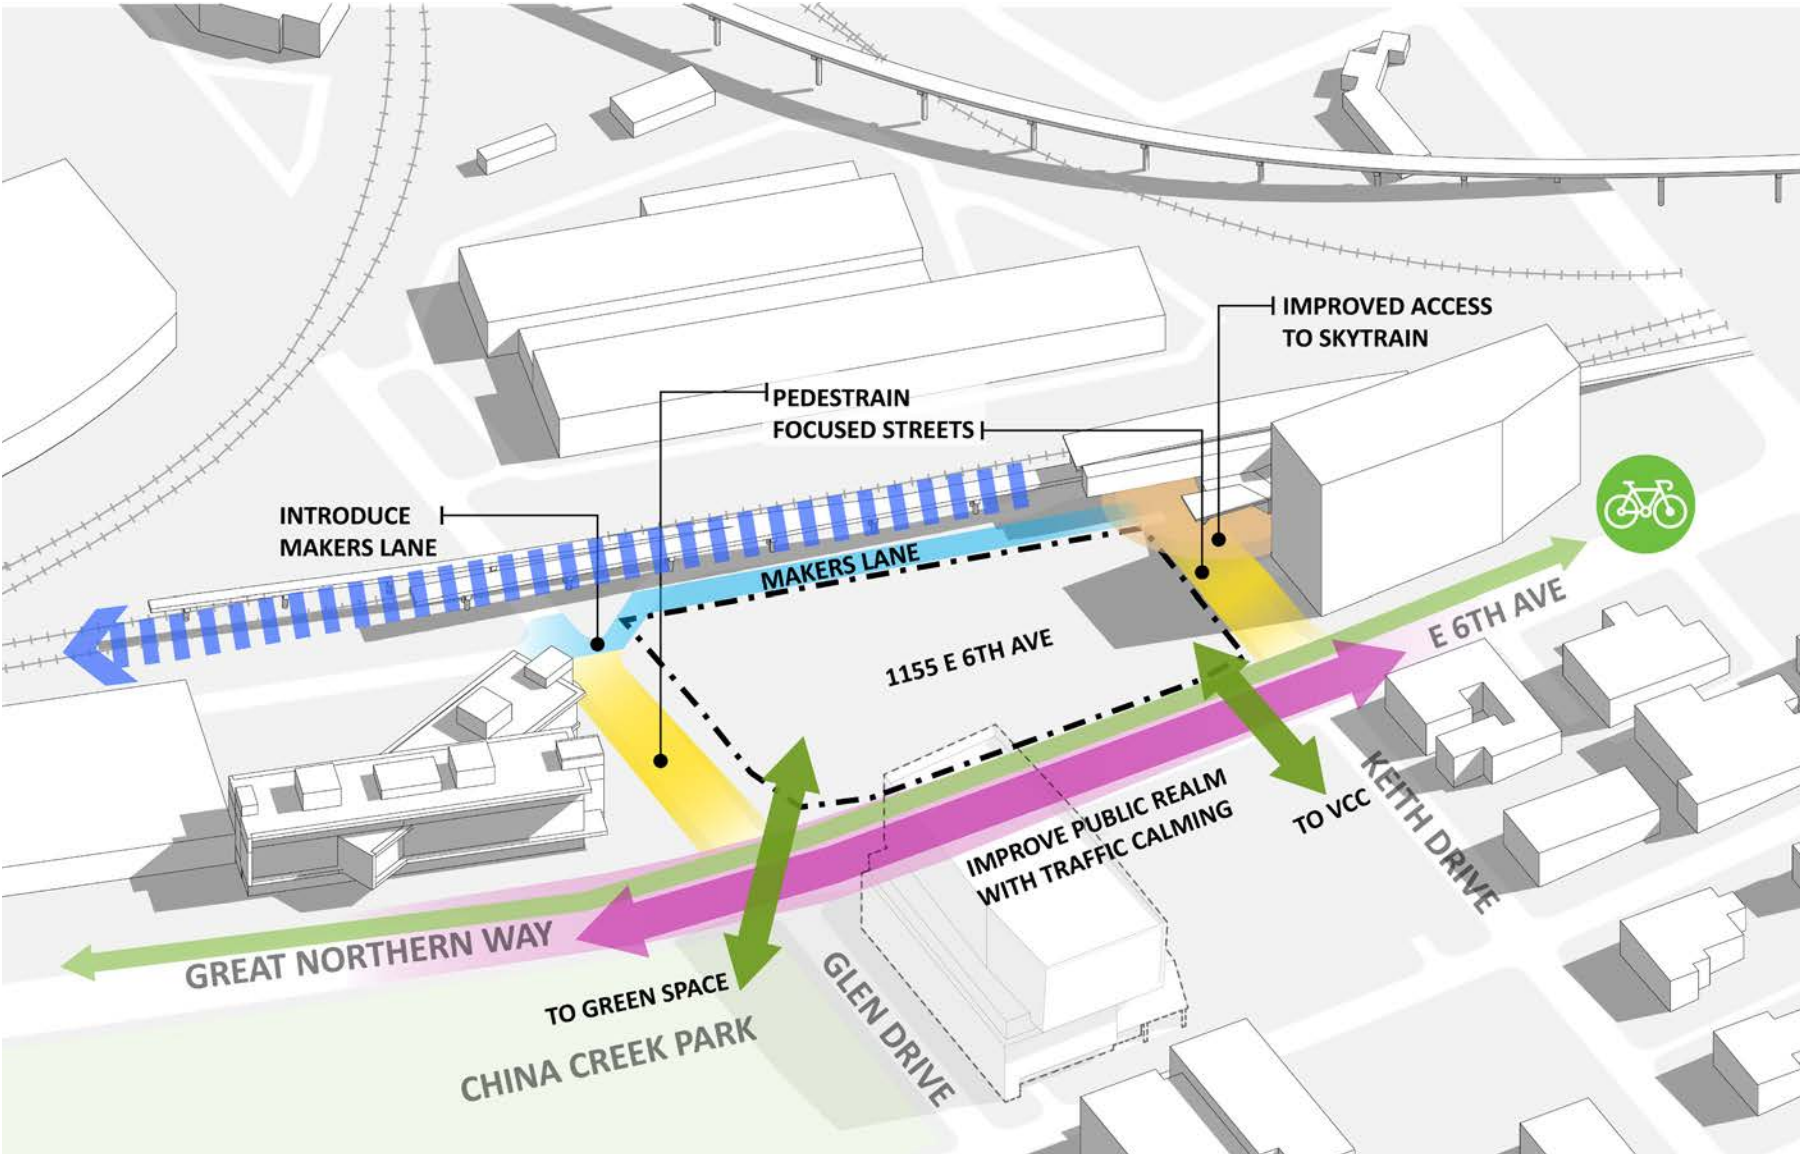 IMPROVED ACCESS
TO SKYTRAIN
PEDESTRAIN
FOCUSED STREETS
INTRODUCE
MAKERS LANE
MAKERS LANE
1155 E 6TH AVE
E 6TH AVE
KEITH DRIVE
TO VCC
IMPROVE PUBLIC REALM
WITH TRAFFIC CALMING
GREAT NORTHERN WAY
TO GREEN SPACE
CHINA CREEK PARK
GLEN DRIVE